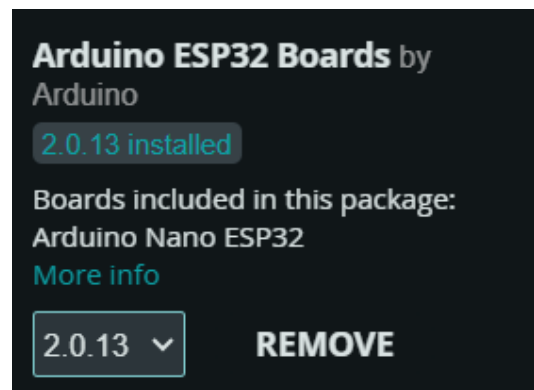 Arduino ESP32 Boards by
Arduino
2.0.13 installed
Boards included in this package:
Arduino Nano ESP32
More info
2.0.13
REMOVE